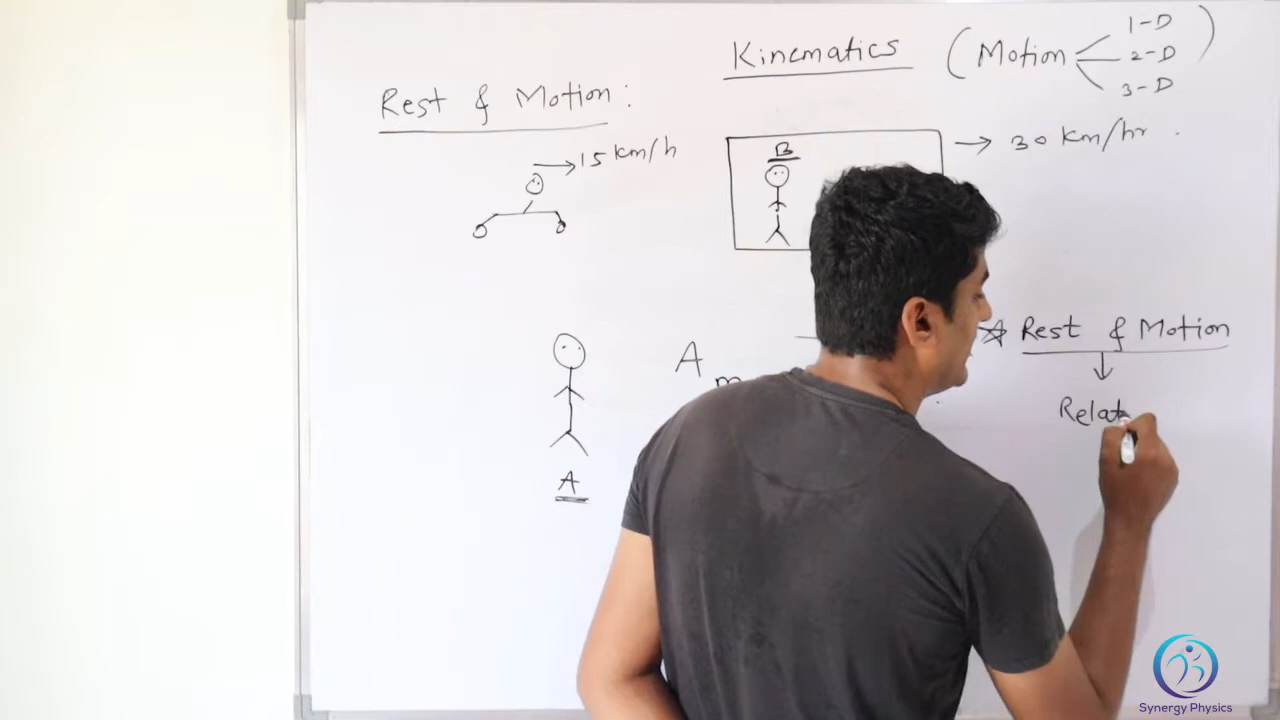 Kinematics (Motion 1-D
2-D
3-D)
Rest & Motion:
15 km/h
B
30 km/hr.
A
☆ Rest & Motion
Relat
A
Synergy Physics